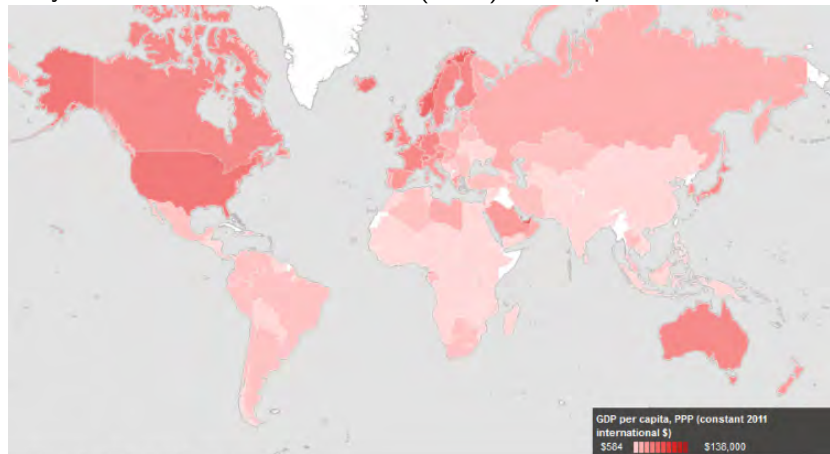 GDP per capita, PPP (constant 2011
international $)
$584 $138,000